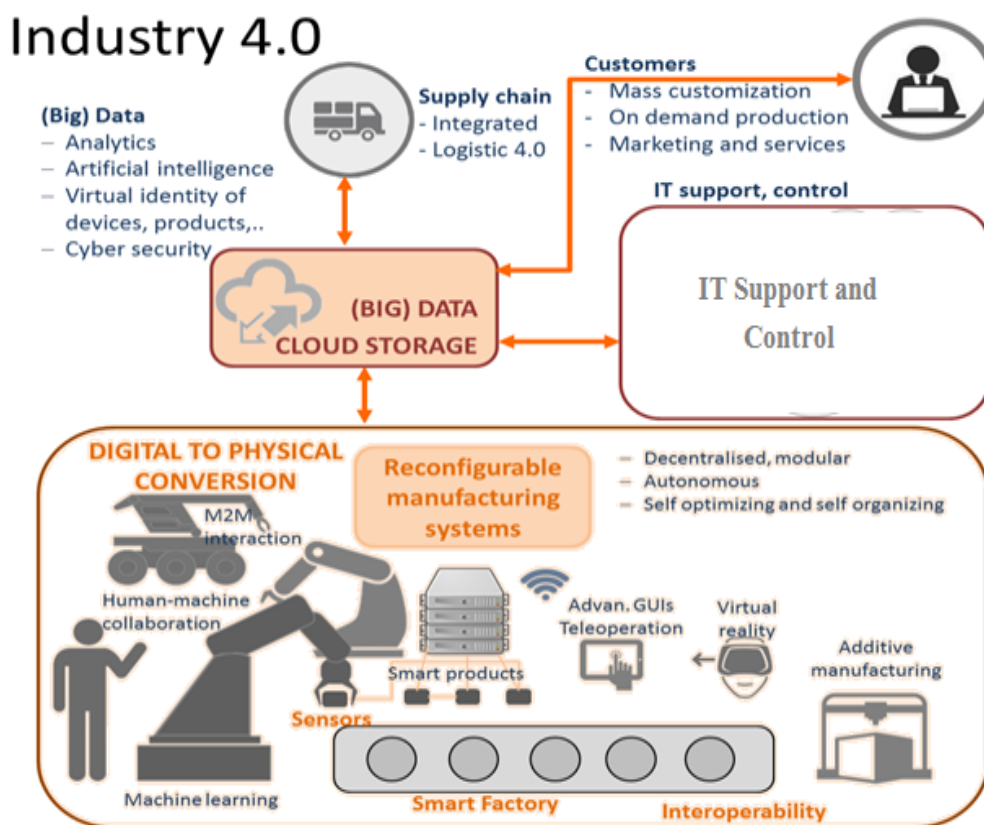 Industry 4.0
(Big) Data
– Analytics
– Artificial intelligence
– Virtual identity of
devices, products,..
– Cyber security
Supply chain
- Integrated
- Logistic 4.0
Customers
- Mass customization
- On demand production
- Marketing and services
IT support, control
(BIG) DATA
CLOUD STORAGE
IT Support and
Control
DIGITAL TO PHYSICAL
CONVERSION
Reconfigurable
manufacturing
systems
– Decentralised, modular
– Autonomous
– Self optimizing and self organizing
M2M
interaction
Human-machine
collaboration
Advan. GUIs
Teleoperation
Virtual
reality
Additive
manufacturing
Smart products
Sensors
Machine learning
Smart Factory
Interoperability